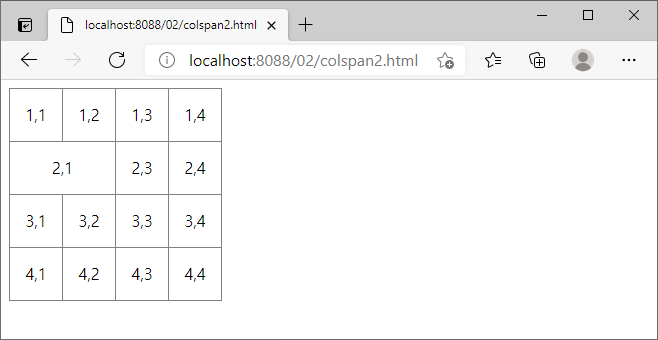 localhost:8088/02/colspan2.html
localhost:8088/02/colspan2.html
1,1 1,2 1,3 1,4
2,1 2,3 2,4
3,1 3,2 3,3 3,4
4,1 4,2 4,3 4,4